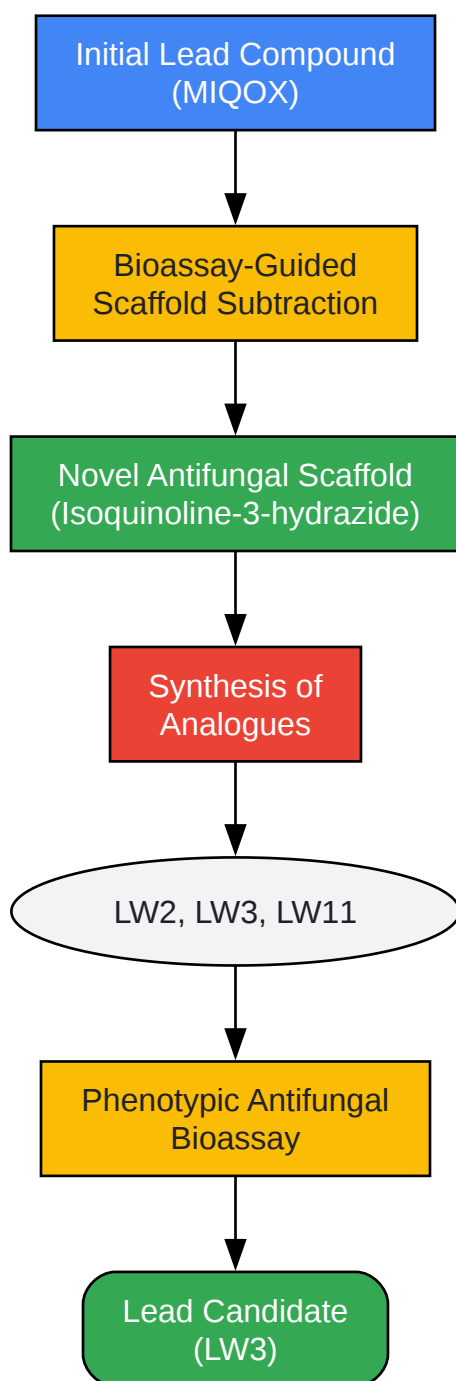 Initial Lead Compound
(MIQOX)
Bioassay-Guided
Scaffold Subtraction
Novel Antifungal Scaffold
(Isoquinoline-3-hydrazide)
Synthesis of
Analogues
LW2, LW3, LW11
Phenotypic Antifungal
Bioassay
Lead Candidate
(LW3)